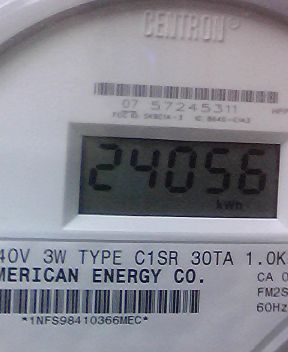 CENTRON®
07 57245311
24056
kWh
40V 3W TYPE C1SR 30TA 1.0K
MERICAN ENERGY CO.
CA 0
FM2S
60Hz
*1NFS98410366MEC*